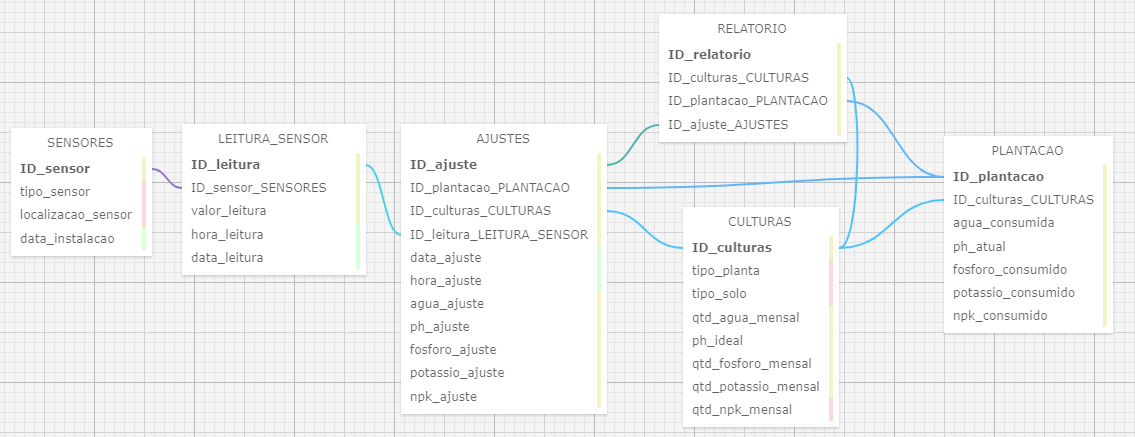 SENSORES
ID_sensor
tipo_sensor
localizacao_sensor
data_instalacao
LEITURA_SENSOR
ID_leitura
ID_sensor_SENSORES
valor_leitura
hora_leitura
data_leitura
AJUSTES
ID_ajuste
ID_plantacao_PLANTACAO
ID_culturas_CULTURAS
ID_leitura_LEITURA_SENSOR
data_ajuste
hora_ajuste
agua_ajuste
ph_ajuste
fosforo_ajuste
potassio_ajuste
npk_ajuste
RELATORIO
ID_relatorio
ID_culturas_CULTURAS
ID_plantacao_PLANTACAO
ID_ajuste_AJUSTES
CULTURAS
ID_culturas
tipo_planta
tipo_solo
qtd_agua_mensal
ph_ideal
qtd_fosforo_mensal
qtd_potassio_mensal
qtd_npk_mensal
PLANTACAO
ID_plantacao
ID_culturas_CULTURAS
agua_consumida
ph_atual
fosforo_consumido
potassio_consumido
npk_consumido